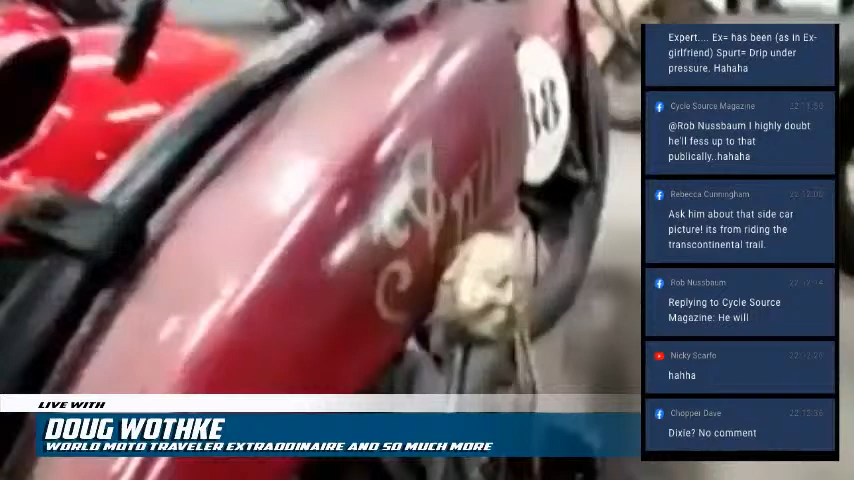 Expert.... Ex= has been (as in Ex-
girlfriend) Spurt= Drip under
pressure. Hahaha
Cycle Source Magazine
@Rob Nussbaum I highly doubt
he'll fess up to that
publically..hahaha
Rebecca Cunningham
Ask him about that side car
picture! its from riding the
transcontinental trail.
Rob Nussbaum
Replying to Cycle Source
Magazine: He will
Nicky Scarfo
hahha
Chopper Dave
Dixie? No comment
LIVE WITH
DOUG WOTHKE
WORLD MOTO TRAVELER EXTRAODINAIRE AND SO MUCH MORE